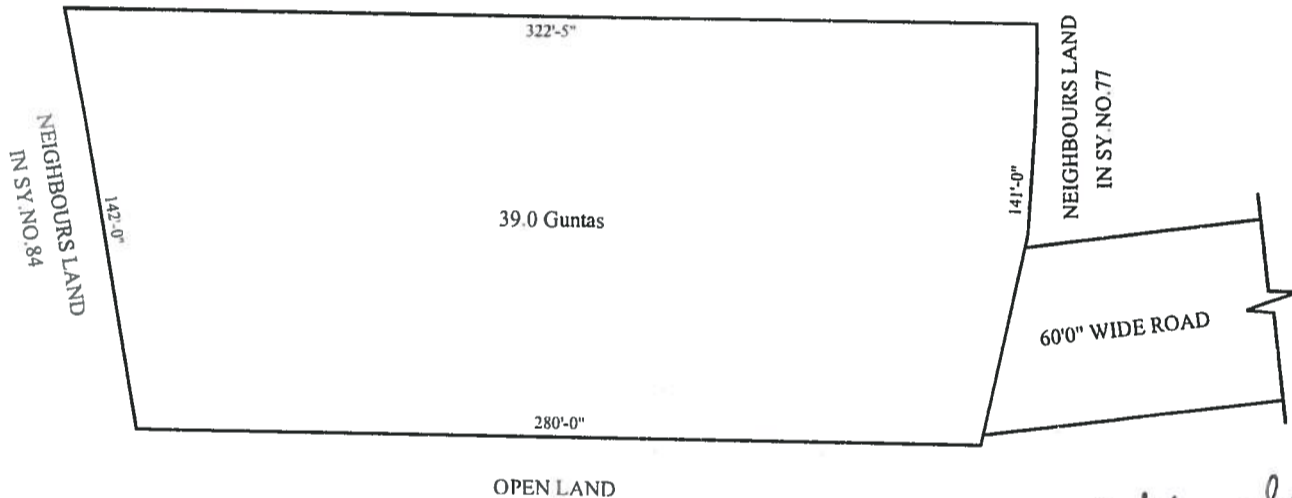 322'-5"
NEIGHBOURS LAND
IN SY.NO.77
NEIGHBOURS LAND
IN SY.NO.84
142'-0"
39.0 Guntas
141'-0"
60'0" WIDE ROAD
280'-0"
OPEN LAND